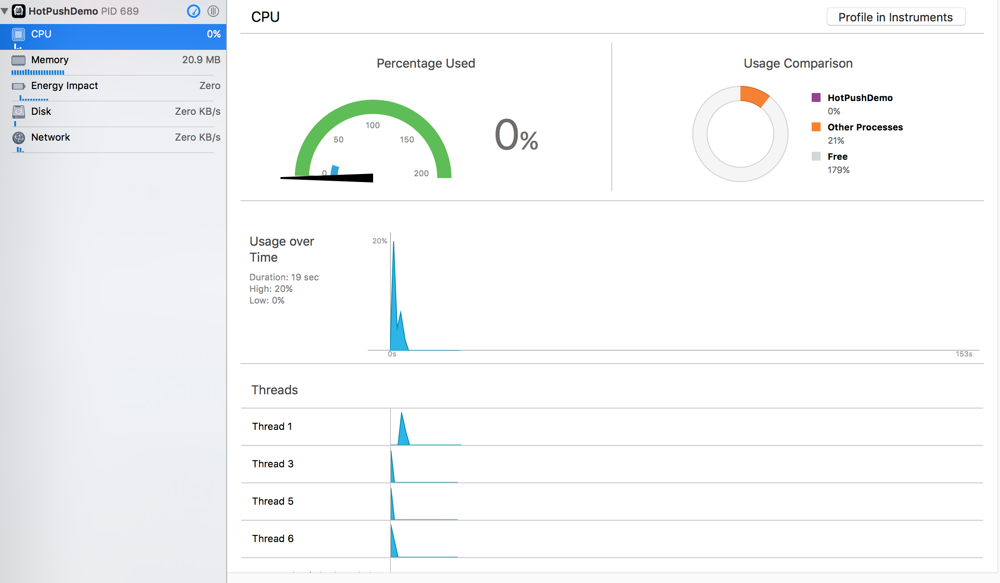 HotPushDemo PID 689
CPU 0%
Memory 20.9 MB
Energy Impact Zero
Disk Zero KB/s
Network Zero KB/s
CPU
Profile in Instruments
Percentage Used
0
50
100
150
200
0%
Usage Comparison
HotPushDemo
0%
Other Processes
21%
Free
179%
Usage over
Time
Duration: 19 sec
High: 20%
Low: 0%
20%
0s
153s
Threads
Thread 1
Thread 3
Thread 5
Thread 6